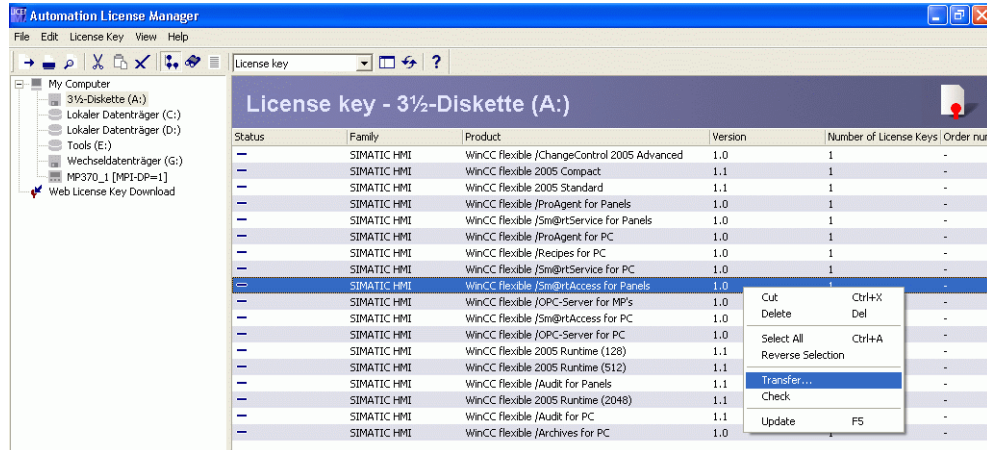 Automation License Manager
File Edit License Key View Help
License key
My Computer
3½-Diskette (A:)
Lokaler Datenträger (C:)
Lokaler Datenträger (D:)
Tools (E:)
Wechseldatenträger (G:)
MP370_1 [MPI-DP=1]
Web License Key Download
License key - 3½-Diskette (A:)
Status Family Product Version Number of License Keys Order num
SIMATIC HMI WinCC flexible /ChangeControl 2005 Advanced 1.0 1 -
SIMATIC HMI WinCC flexible 2005 Compact 1.1 1 -
SIMATIC HMI WinCC flexible 2005 Standard 1.1 1 -
SIMATIC HMI WinCC flexible /ProAgent for Panels 1.0 1 -
SIMATIC HMI WinCC flexible /Sm@rtService for Panels 1.0 1 -
SIMATIC HMI WinCC flexible /ProAgent for PC 1.0 1 -
SIMATIC HMI WinCC flexible /Recipes for PC 1.0 1 -
SIMATIC HMI WinCC flexible /Sm@rtService for PC 1.0 1 -
SIMATIC HMI WinCC flexible /Sm@rtAccess for Panels 1.0 1 -
SIMATIC HMI WinCC flexible /OPC-Server for MP's 1.0 -
SIMATIC HMI WinCC flexible /Sm@rtAccess for PC 1.0 -
SIMATIC HMI WinCC flexible /OPC-Server for PC 1.0 -
SIMATIC HMI WinCC flexible 2005 Runtime (128) 1.1 -
SIMATIC HMI WinCC flexible 2005 Runtime (512) 1.1 -
SIMATIC HMI WinCC flexible /Audit for Panels 1.1 -
SIMATIC HMI WinCC flexible 2005 Runtime (2048) 1.1 -
SIMATIC HMI WinCC flexible /Audit for PC 1.1 -
SIMATIC HMI WinCC flexible /Archives for PC 1.0 1 -
Cut Ctrl+X
Delete Del
Select All Ctrl+A
Reverse Selection
Transfer...
Check
Update F5